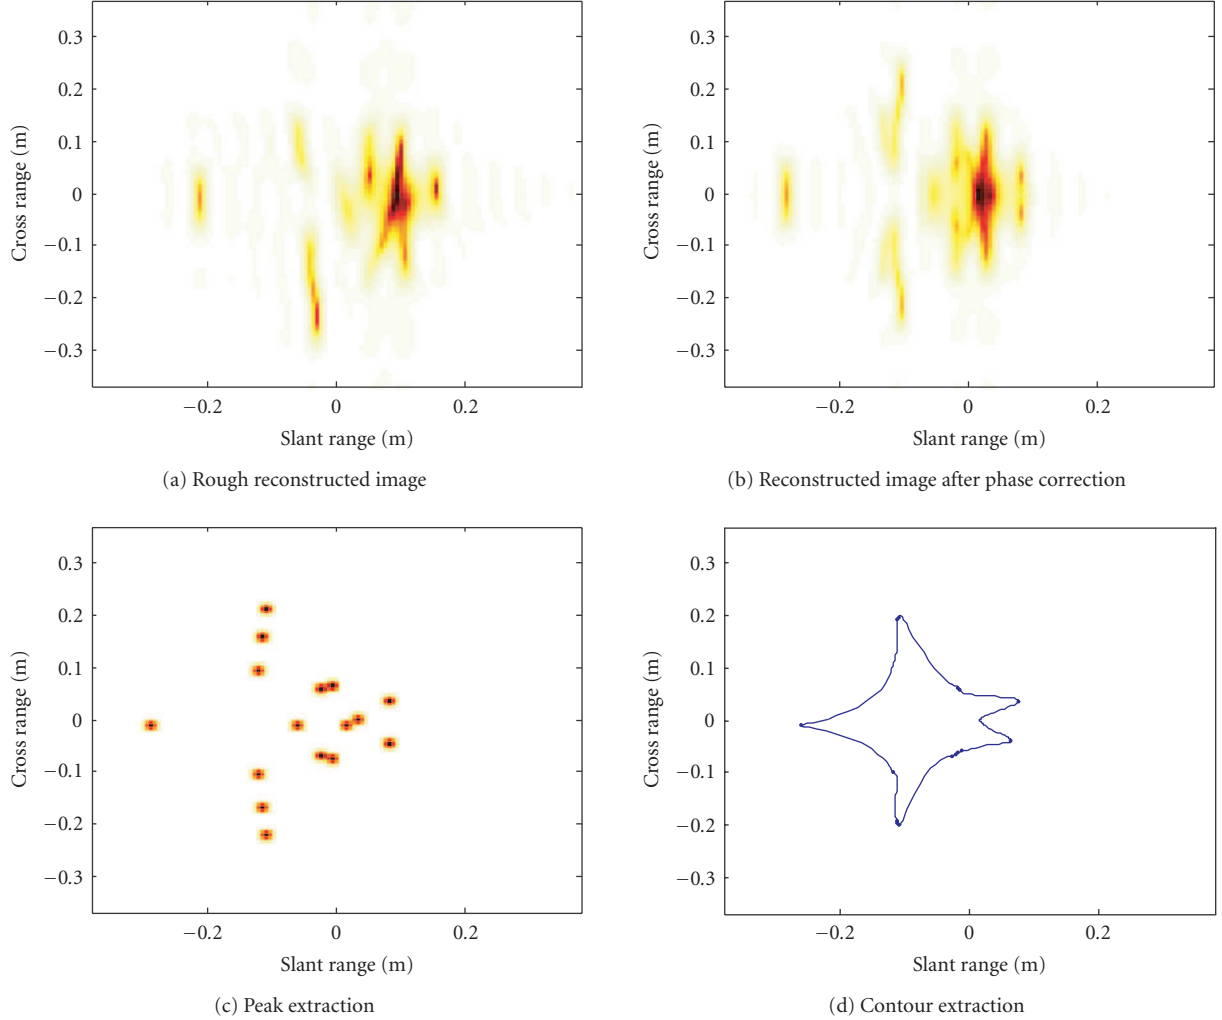 0.3
0.2
0.1
0
−0.1
−0.2
−0.3
Cross range (m)
−0.2 0 0.2
Slant range (m)
(a) Rough reconstructed image
0.3
0.2
0.1
0
−0.1
−0.2
−0.3
Cross range (m)
−0.2 0 0.2
Slant range (m)
(b) Reconstructed image after phase correction
0.3
0.2
0.1
0
−0.1
−0.2
−0.3
Cross range (m)
−0.2 0 0.2
Slant range (m)
(c) Peak extraction
0.3
0.2
0.1
0
−0.1
−0.2
−0.3
Cross range (m)
−0.2 0 0.2
Slant range (m)
(d) Contour extraction